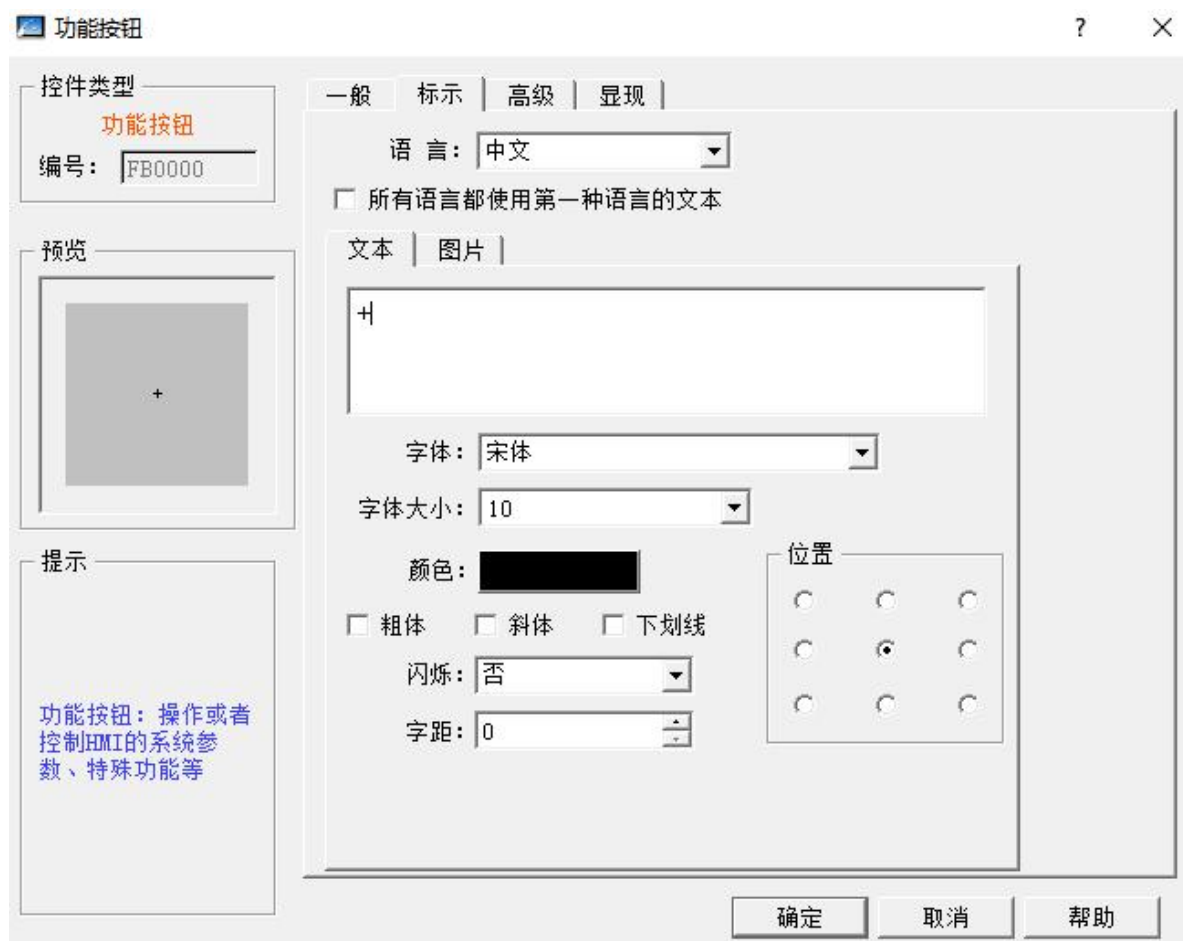 功能按钮
?
×
控件类型
功能按钮
编号: FB0000
预览
+
提示
功能按钮: 操作或者
控制HMI的系统参
数、特殊功能等
一般 标示 高级 显现
语 言: 中文
所有语言都使用第一种语言的文本
文本 图片
+
字体: 宋体
字体大小: 10
颜色:
粗体 斜体 下划线
闪烁: 否
字距: 0
位置
确定 取消 帮助